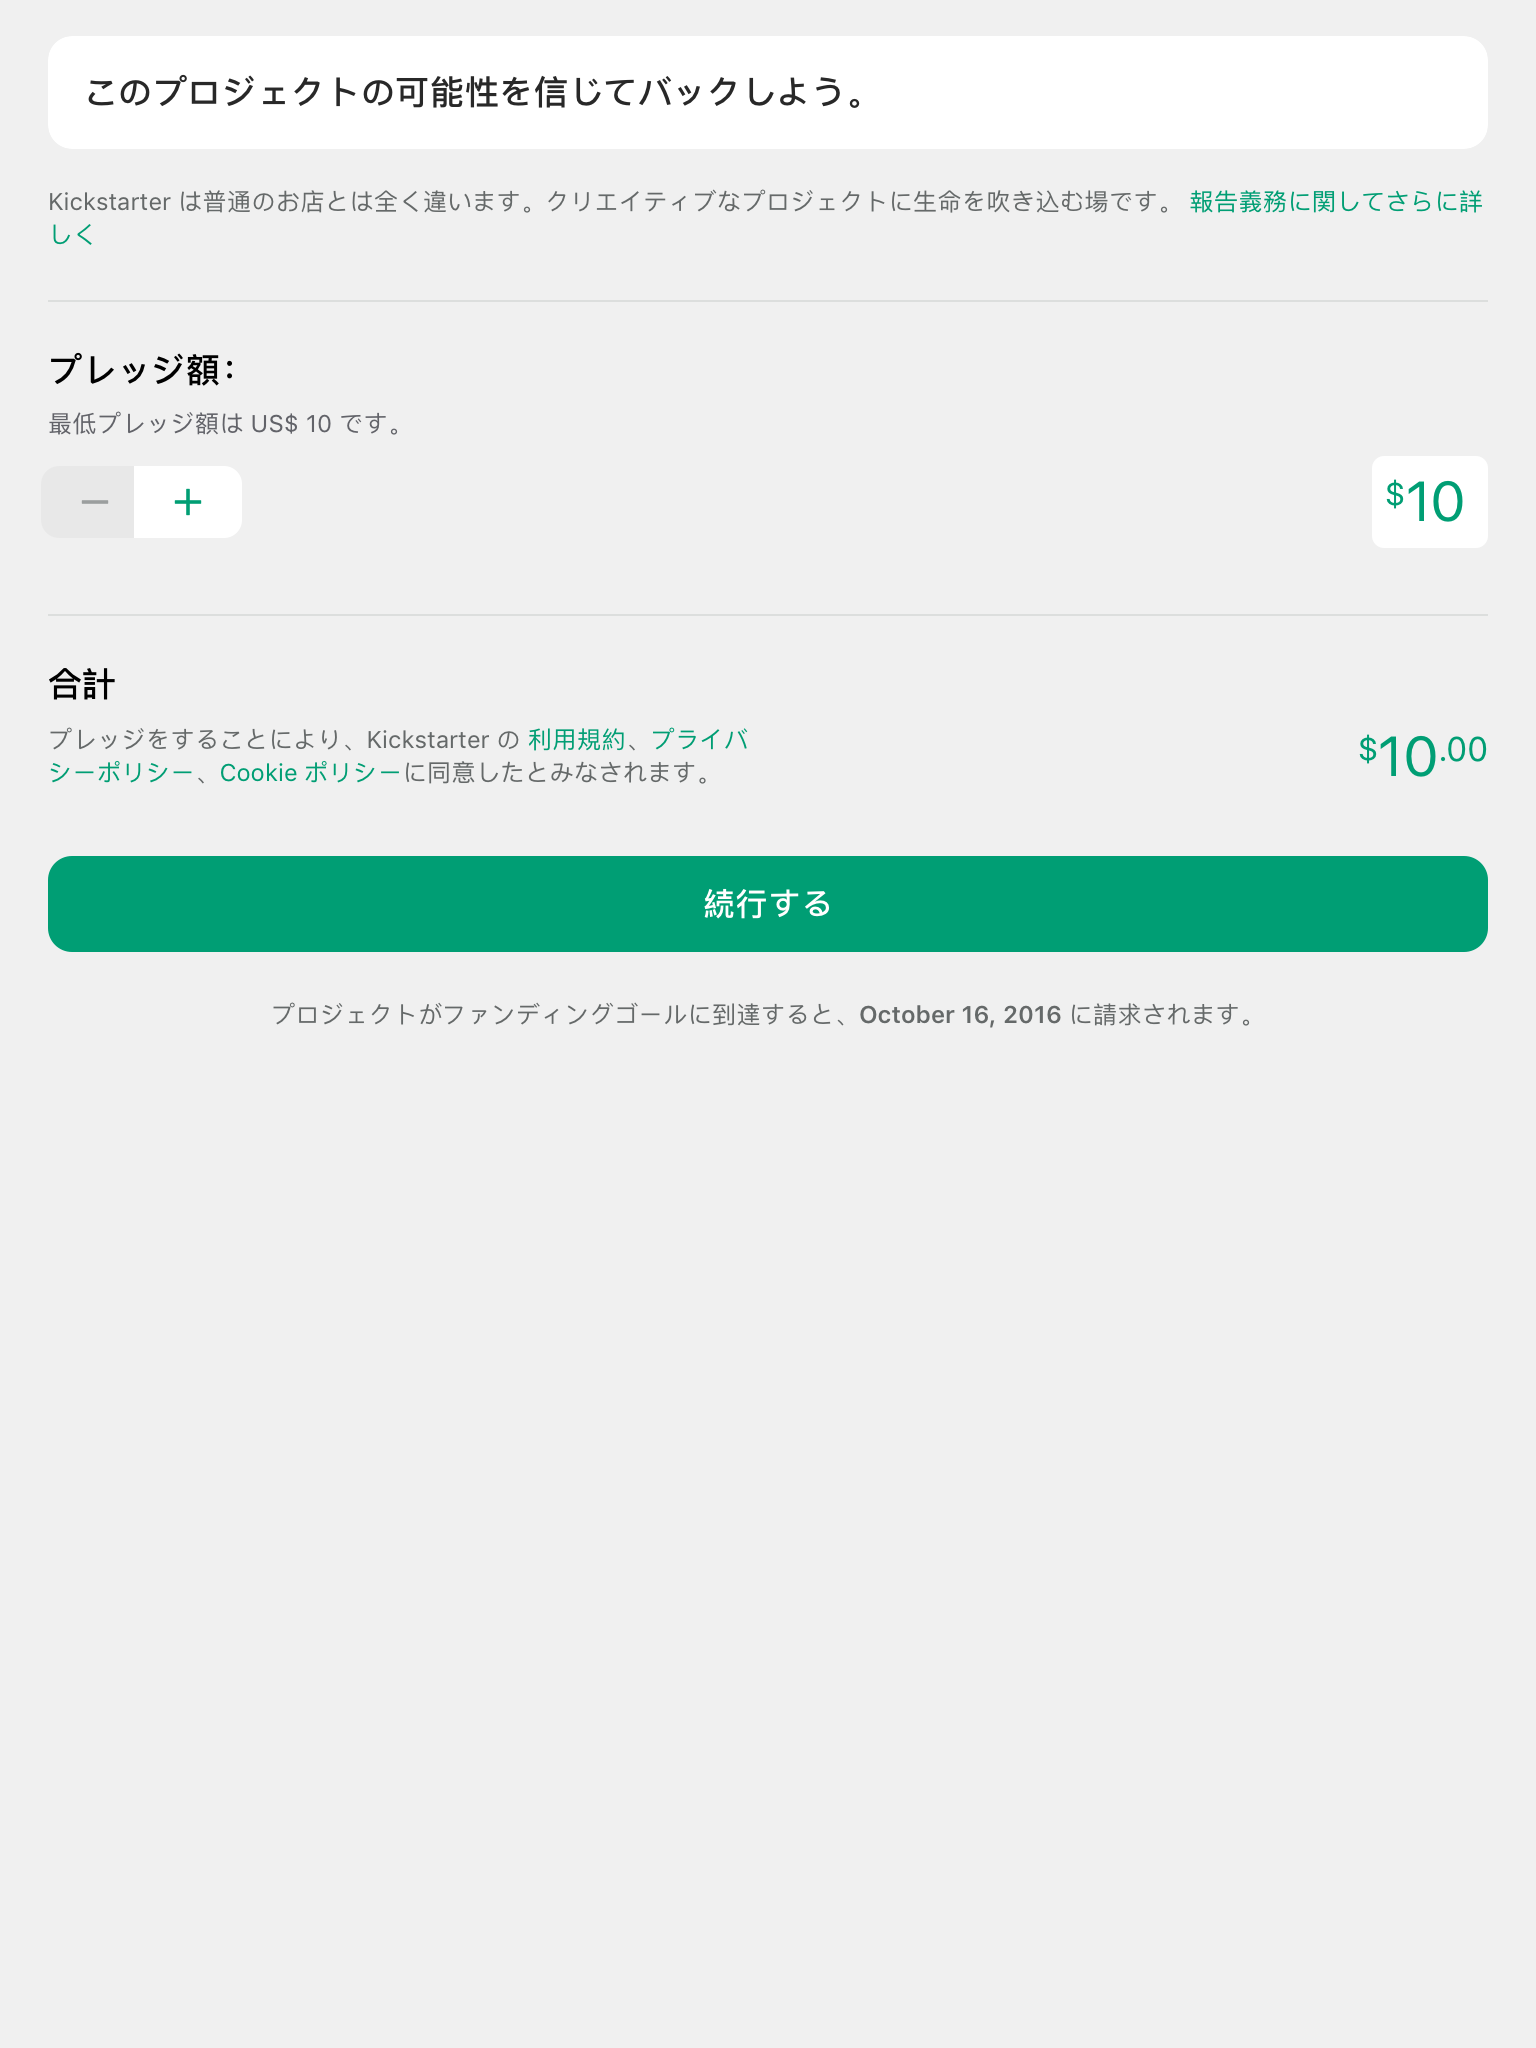 このプロジェクトの可能性を信じてバックしよう。
Kickstarter は普通のお店とは全く違います。クリエイティブなプロジェクトに生命を吹き込む場です。 報告義務に関してさらに詳
しく
プレッジ額：
最低プレッジ額は US$ 10 です。
− +
$10
合計
プレッジをすることにより、Kickstarter の 利用規約、プライバ
シーポリシー、Cookie ポリシーに同意したとみなされます。
$10.00
続行する
プロジェクトがファンディングゴールに到達すると、October 16, 2016 に請求されます。